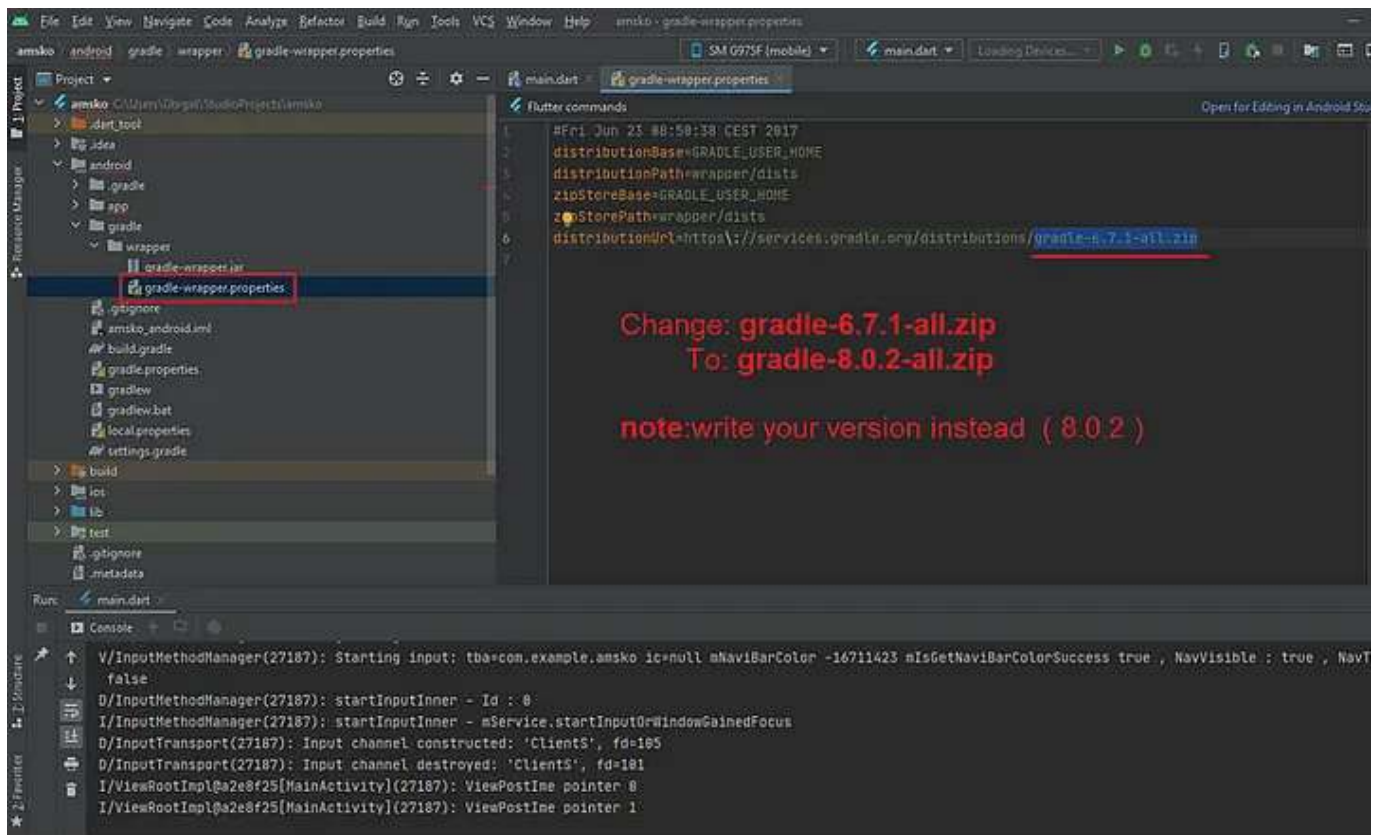 File Edit View Navigate Code Analyze Refactor Build Run Tools VCS Window Help amsko - gradle-wrapper.properties
amsko android gradle wrapper gradle-wrapper.properties SM G975F (mobile) main.dart Loading Devices...
Project main.dart gradle-wrapper.properties
1: Project
Resource Manager
amsko
.dart_tool
.idea
android
.gradle
app
gradle
wrapper
gradle-wrapper.jar
gradle-wrapper.properties
.gitignore
amsko_android.iml
build.gradle
gradle.properties
gradlew
gradlew.bat
local.properties
settings.gradle
build
ios
lib
test
.gitignore
.metadata
Flutter commands Open for Editing in Android Stu
1 #Fri Jun 23 08:50:38 CEST 2017
2 distributionBase=GRADLE_USER_HOME
3 distributionPath=wrapper/dists
4 zipStoreBase=GRADLE_USER_HOME
5 zipStorePath=wrapper/dists
6 distributionUrl=https\://services.gradle.org/distributions/gradle-6.7.1-all.zip
7
Change: gradle-6.7.1-all.zip
To: gradle-8.0.2-all.zip
note:write your version instead ( 8.0.2 )
Run: main.dart
Console
V/InputMethodManager(27187): Starting input: tba=com.example.amsko ic=null mNaviBarColor -16711423 mIsGetNaviBarColorSuccess true , NavVisible : true , NavT
false
D/InputMethodManager(27187): startInputInner - Id : 0
I/InputMethodManager(27187): startInputInner - mService.startInputOrWindowGainedFocus
D/InputTransport(27187): Input channel constructed: 'ClientS', fd=105
D/InputTransport(27187): Input channel destroyed: 'ClientS', fd=101
I/ViewRootImpl@a2e8f25[MainActivity](27187): ViewPostIme pointer 0
I/ViewRootImpl@a2e8f25[MainActivity](27187): ViewPostIme pointer 1
Z: Structure
2: Favorites